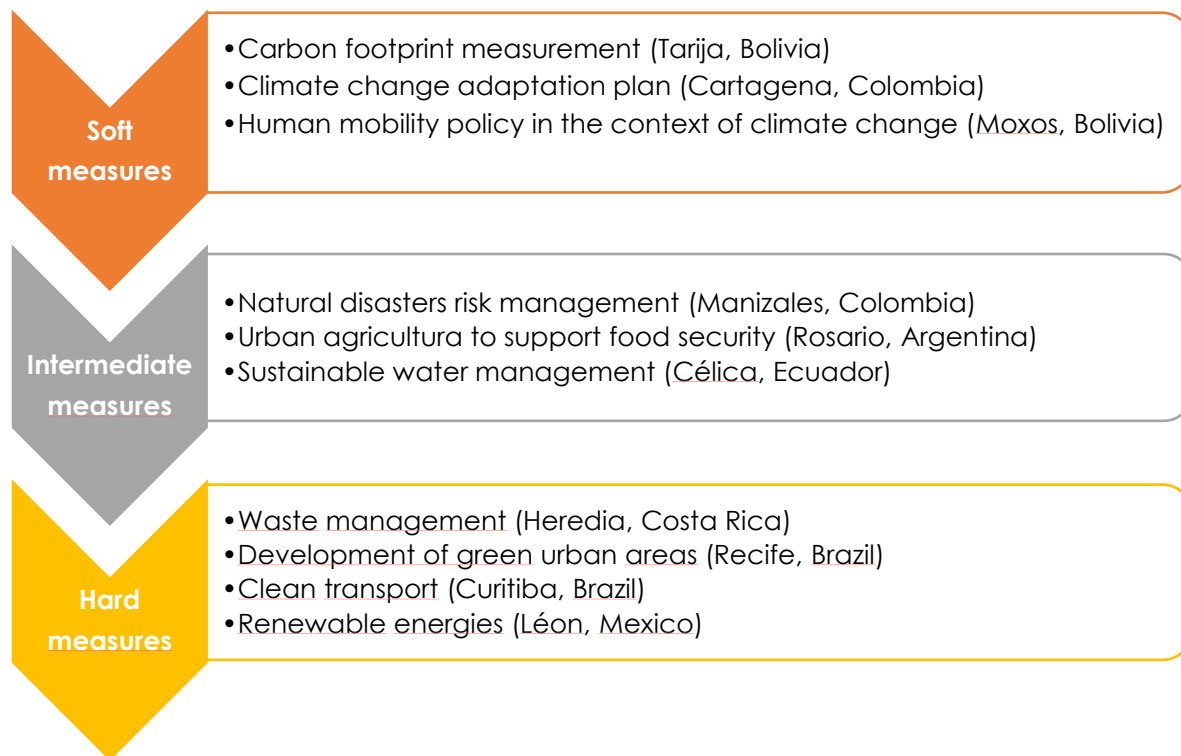 Soft
measures
•Carbon footprint measurement (Tarija, Bolivia)
•Climate change adaptation plan (Cartagena, Colombia)
•Human mobility policy in the context of climate change (Moxos, Bolivia)
Intermediate
measures
•Natural disasters risk management (Manizales, Colombia)
•Urban agricultura to support food security (Rosario, Argentina)
•Sustainable water management (Célica, Ecuador)
Hard
measures
•Waste management (Heredia, Costa Rica)
•Development of green urban areas (Recife, Brazil)
•Clean transport (Curitiba, Brazil)
•Renewable energies (Léon, Mexico)